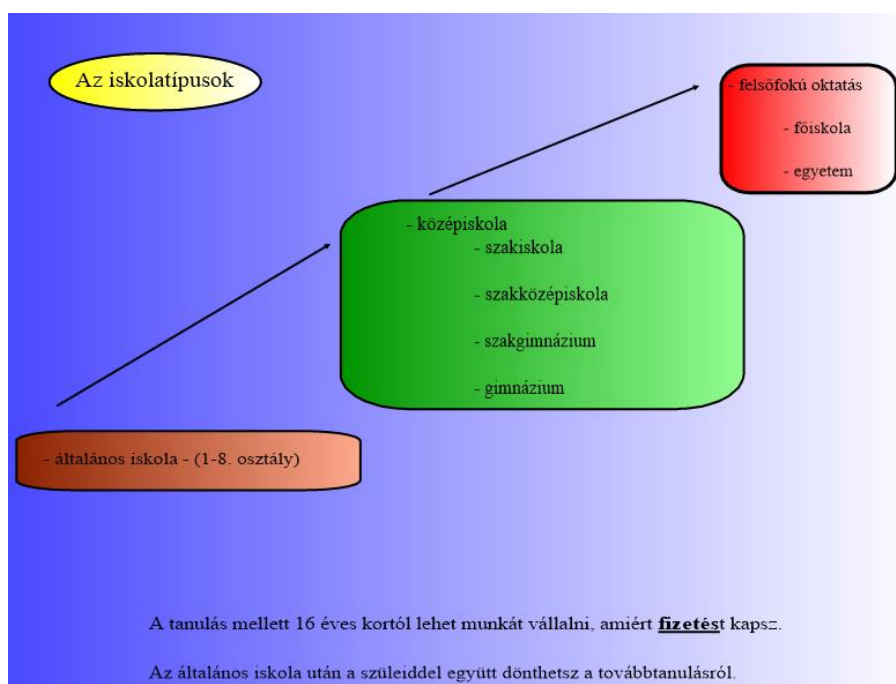 Az iskolatípusok
- felsőfokú oktatás
- főiskola
- egyetem
- középiskola
- szakiskola
- szakközépiskola
- szakgimnázium
- gimnázium
- általános iskola - (1-8. osztály)
A tanulás mellett 16 éves kortól lehet munkát vállalni, amiért fizetést kapsz.
Az általános iskola után a szüleiddel együtt dönthetsz a továbbtanulásról.